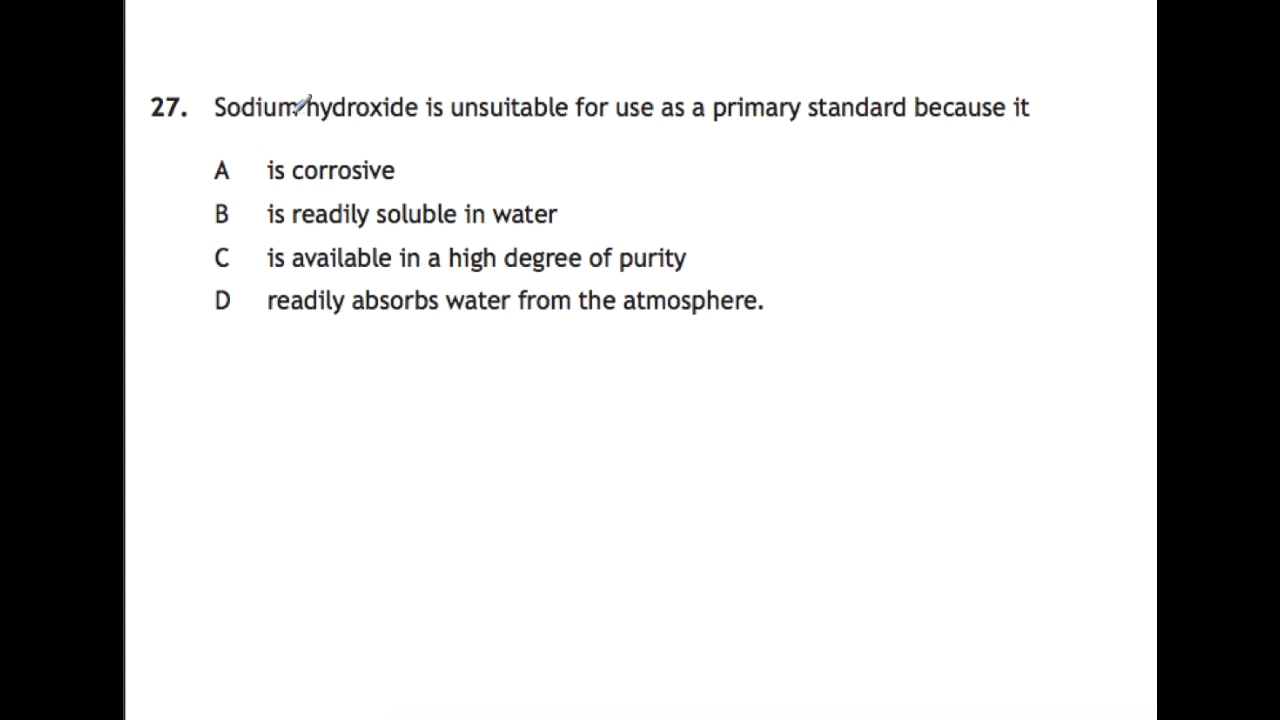 27. Sodium hydroxide is unsuitable for use as a primary standard because it
A is corrosive
B is readily soluble in water
C is available in a high degree of purity
D readily absorbs water from the atmosphere.